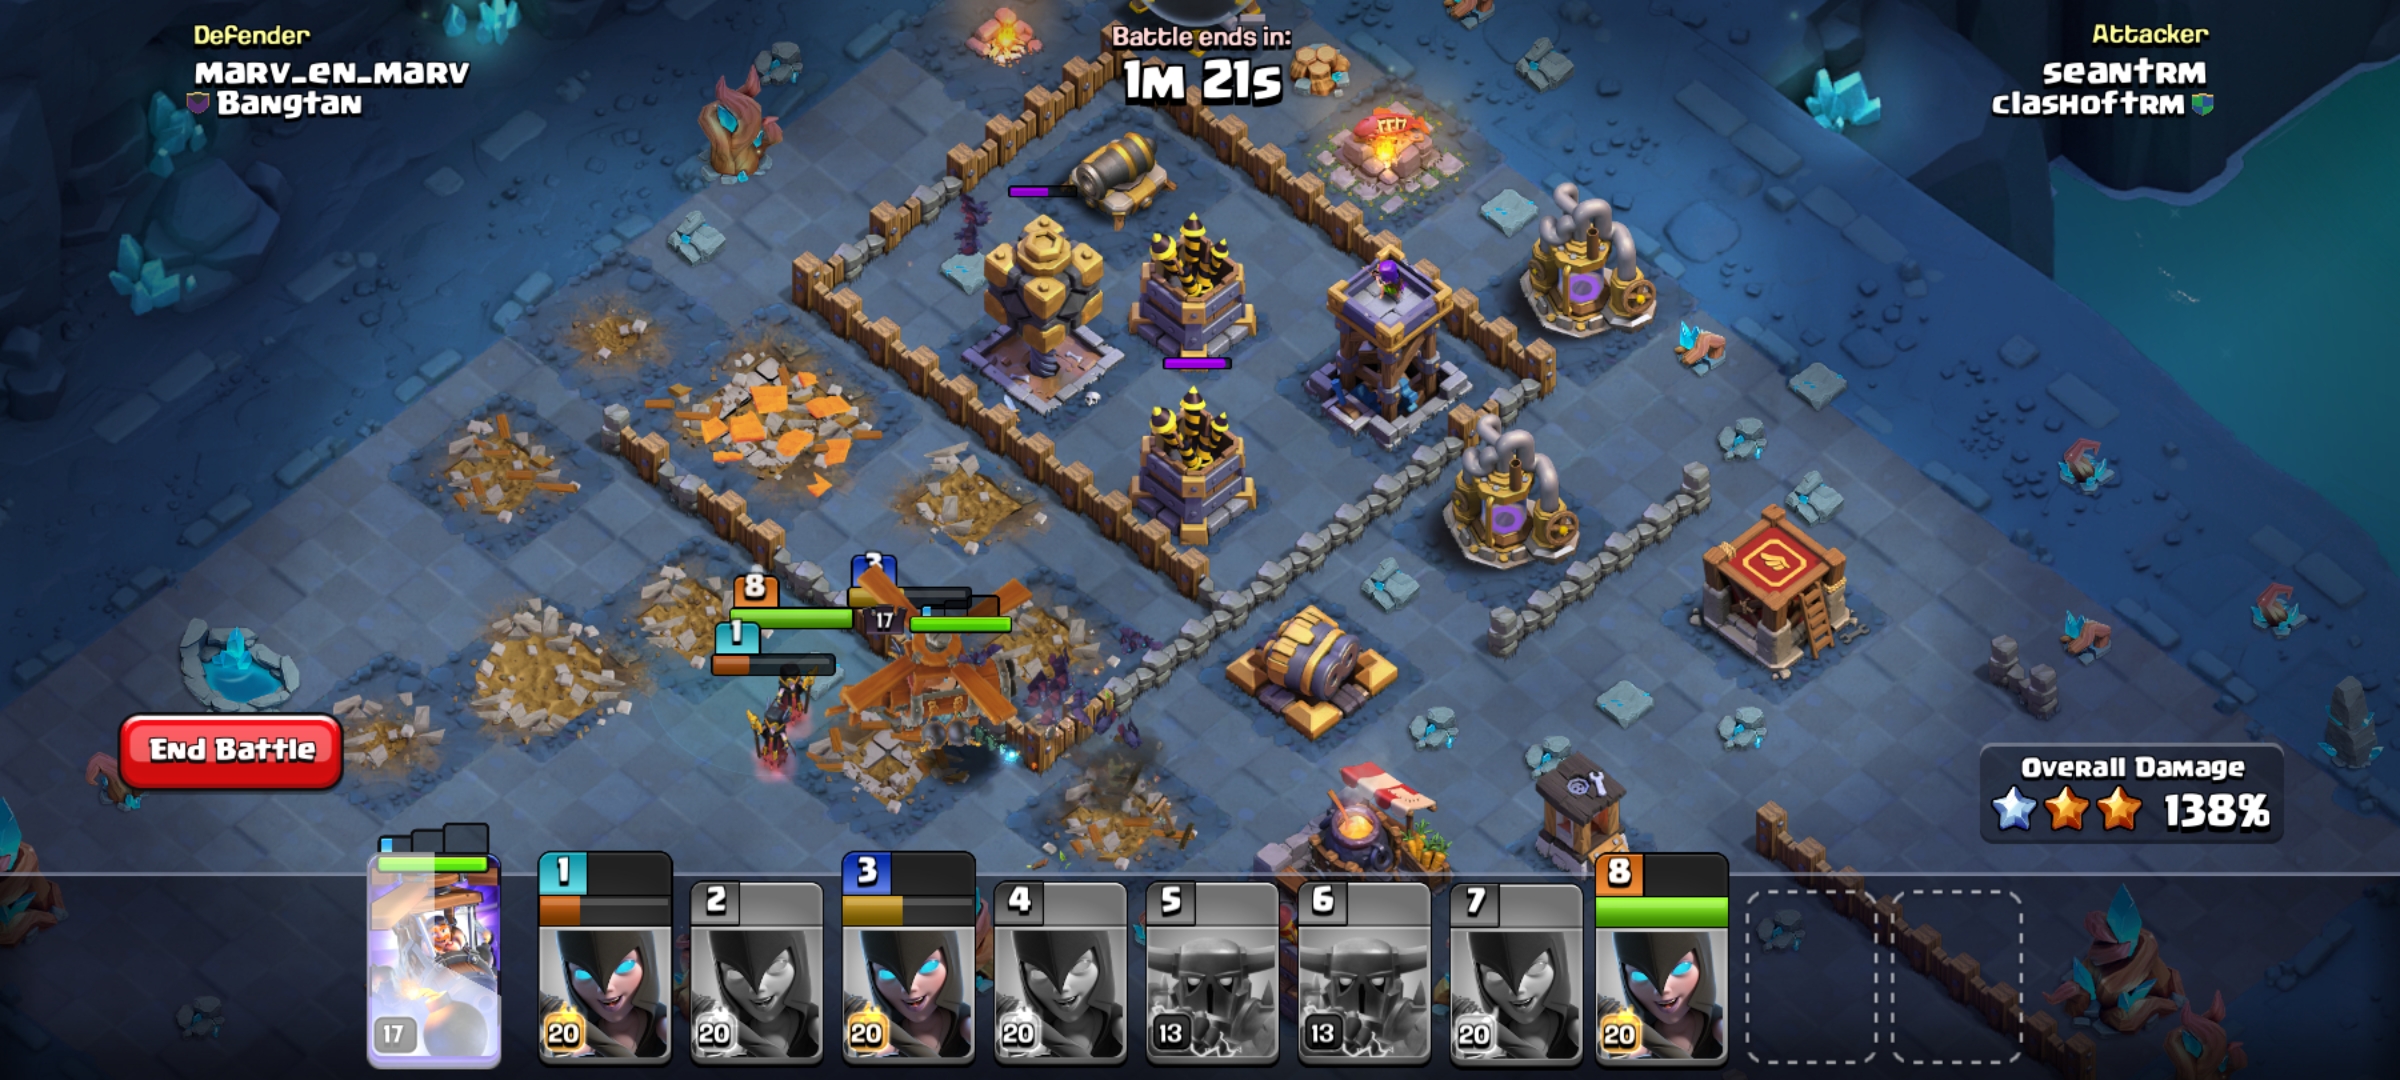 Defender
marv_en_marv
Bangtan
Battle ends in:
1m 21s
Attacker
seantrm
clashoftrm
8
3
17
1
End Battle
Overall Damage
138%
1
2
3
4
5
6
7
8
17
20
20
20
20
13
13
20
20